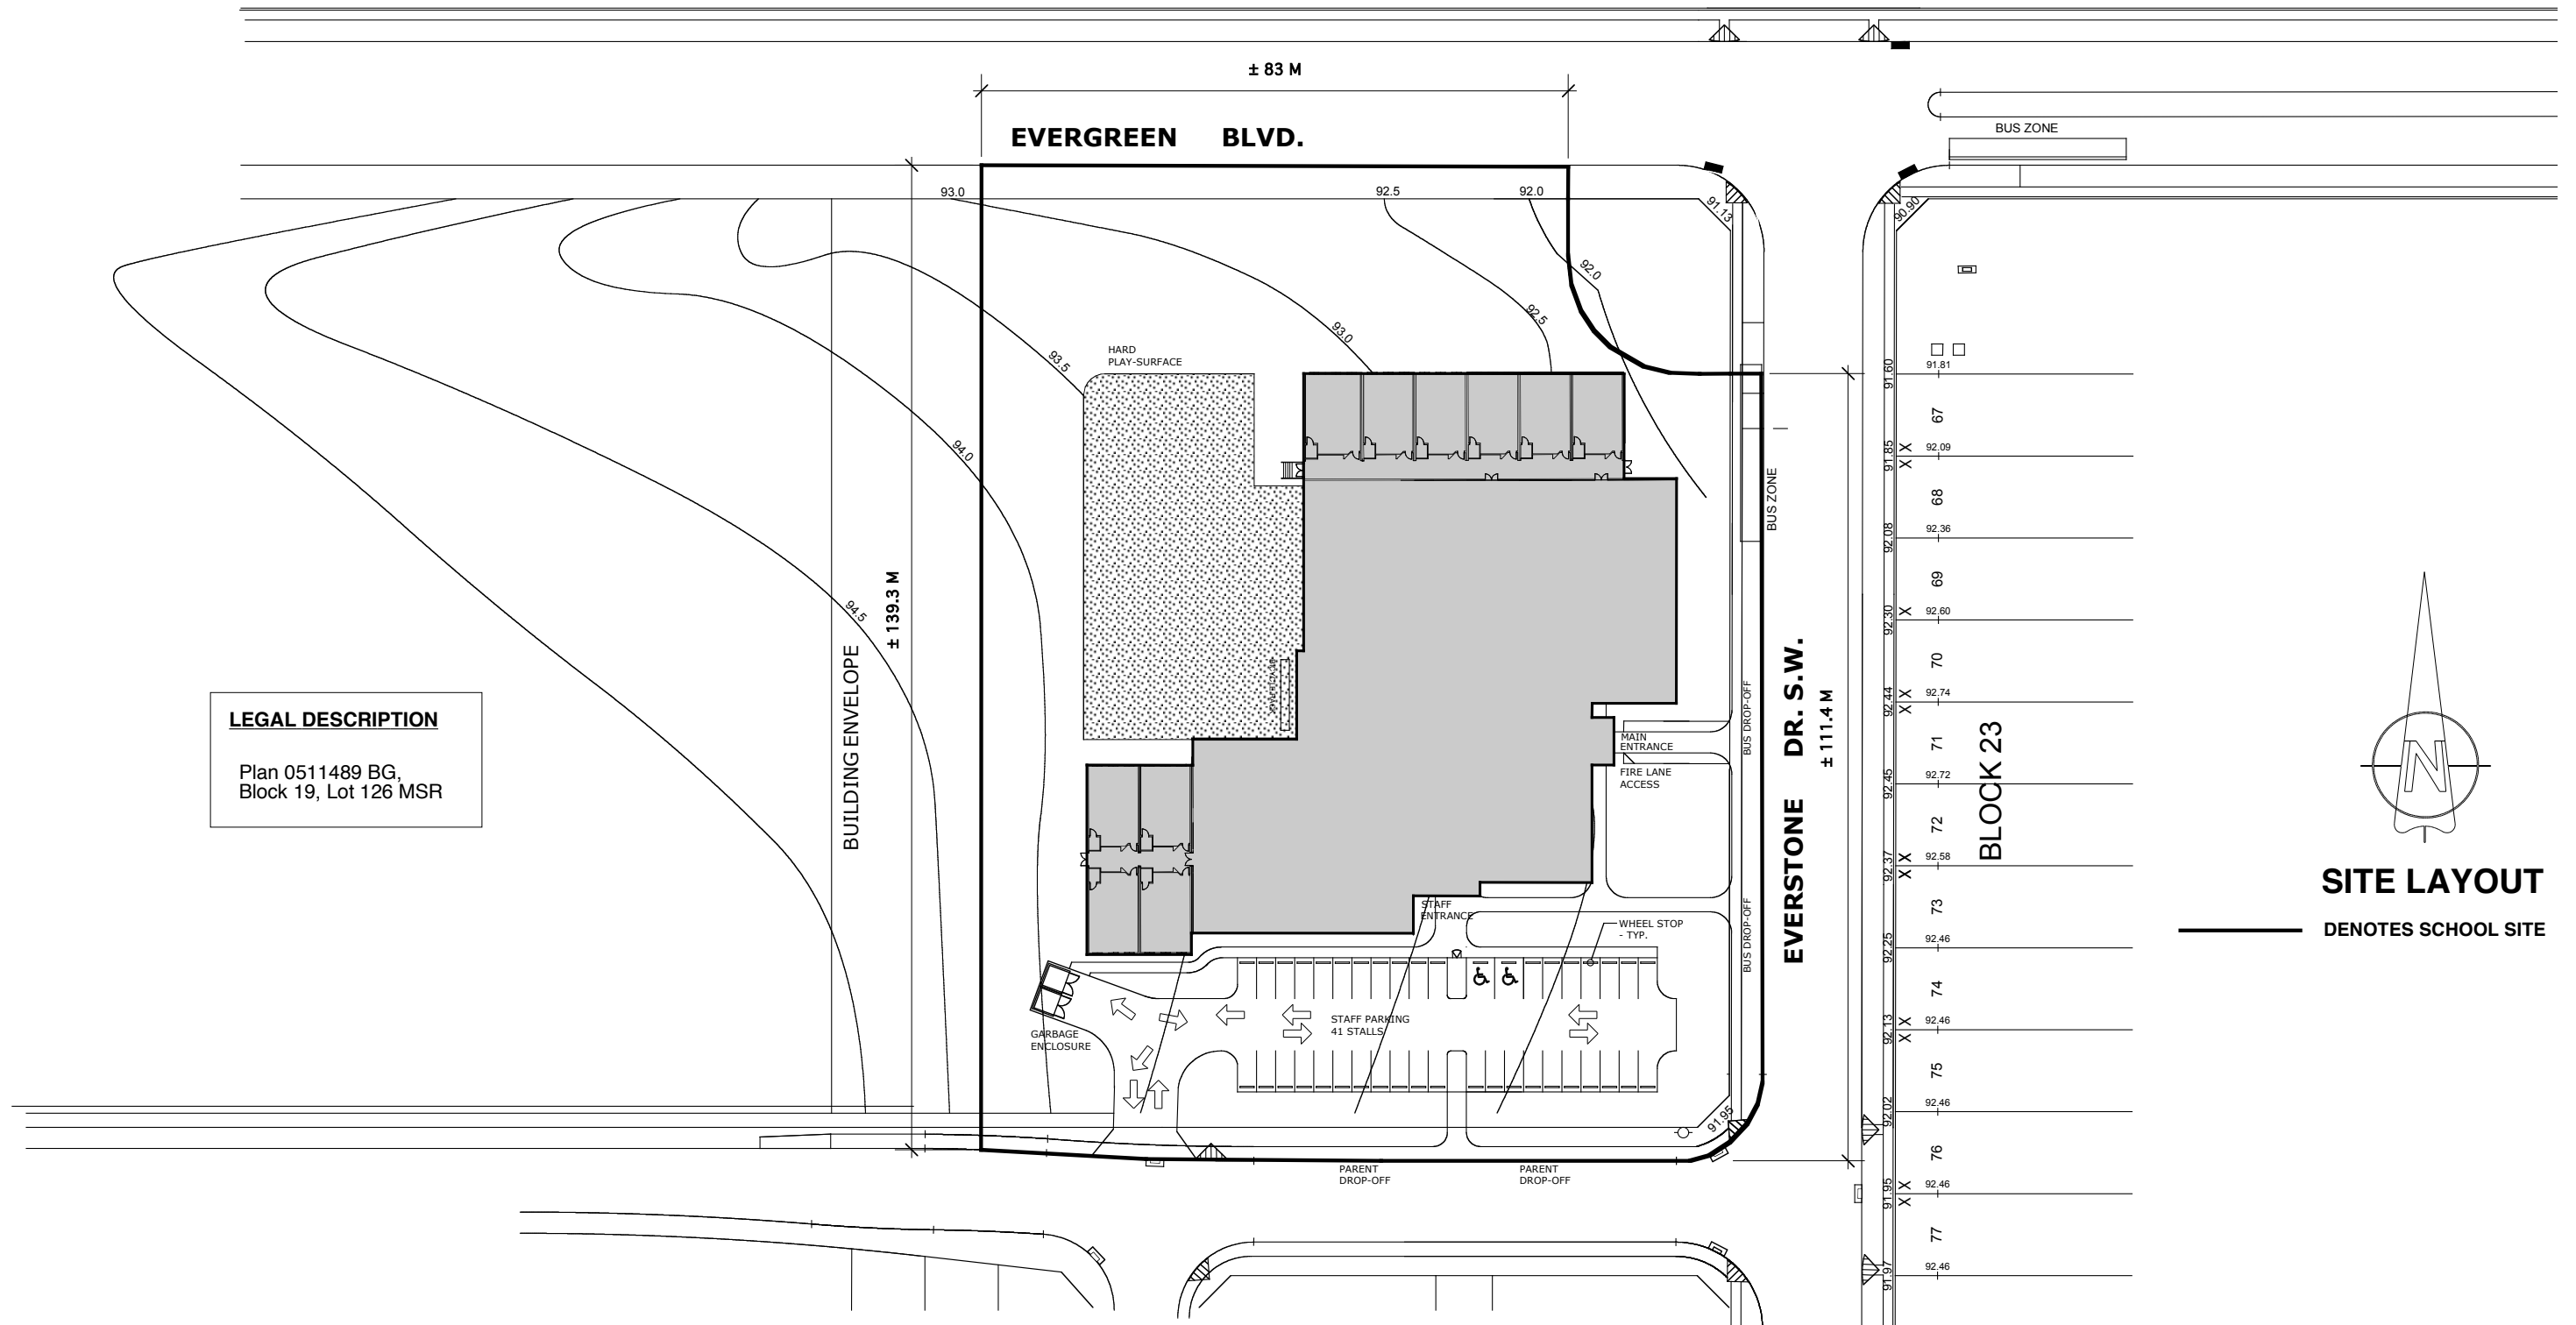 ± 83 M
EVERGREEN BLVD.
BUS ZONE
93.0
92.5
92.0
91.13
90.90
92.0
92.5
93.0
93.5
94.0
94.5
HARD
PLAY-SURFACE
± 139.3 M
BUILDING ENVELOPE
LEGAL DESCRIPTION
Plan 0511489 BG,
Block 19, Lot 126 MSR
BUS ZONE
BUS DROP-OFF
BUS DROP-OFF
MAIN
ENTRANCE
FIRE LANE
ACCESS
EVERSTONE DR. S.W.
± 111.4 M
STAFF
ENTRANCE
WHEEL STOP
- TYP.
STAFF PARKING
41 STALLS
GARBAGE
ENCLOSURE
91.95
PARENT
DROP-OFF
PARENT
DROP-OFF
91.60
91.81
67
91.85
X
92.09
X
68
92.08
92.36
69
92.30
X
92.60
70
92.44
X
92.74
X
71
92.45
92.72
72
92.37
X
92.58
X
73
92.25
92.46
74
92.13
X
92.46
X
75
92.02
92.46
76
91.95
X
92.46
X
77
91.97
92.46
BLOCK 23
N
SITE LAYOUT
DENOTES SCHOOL SITE